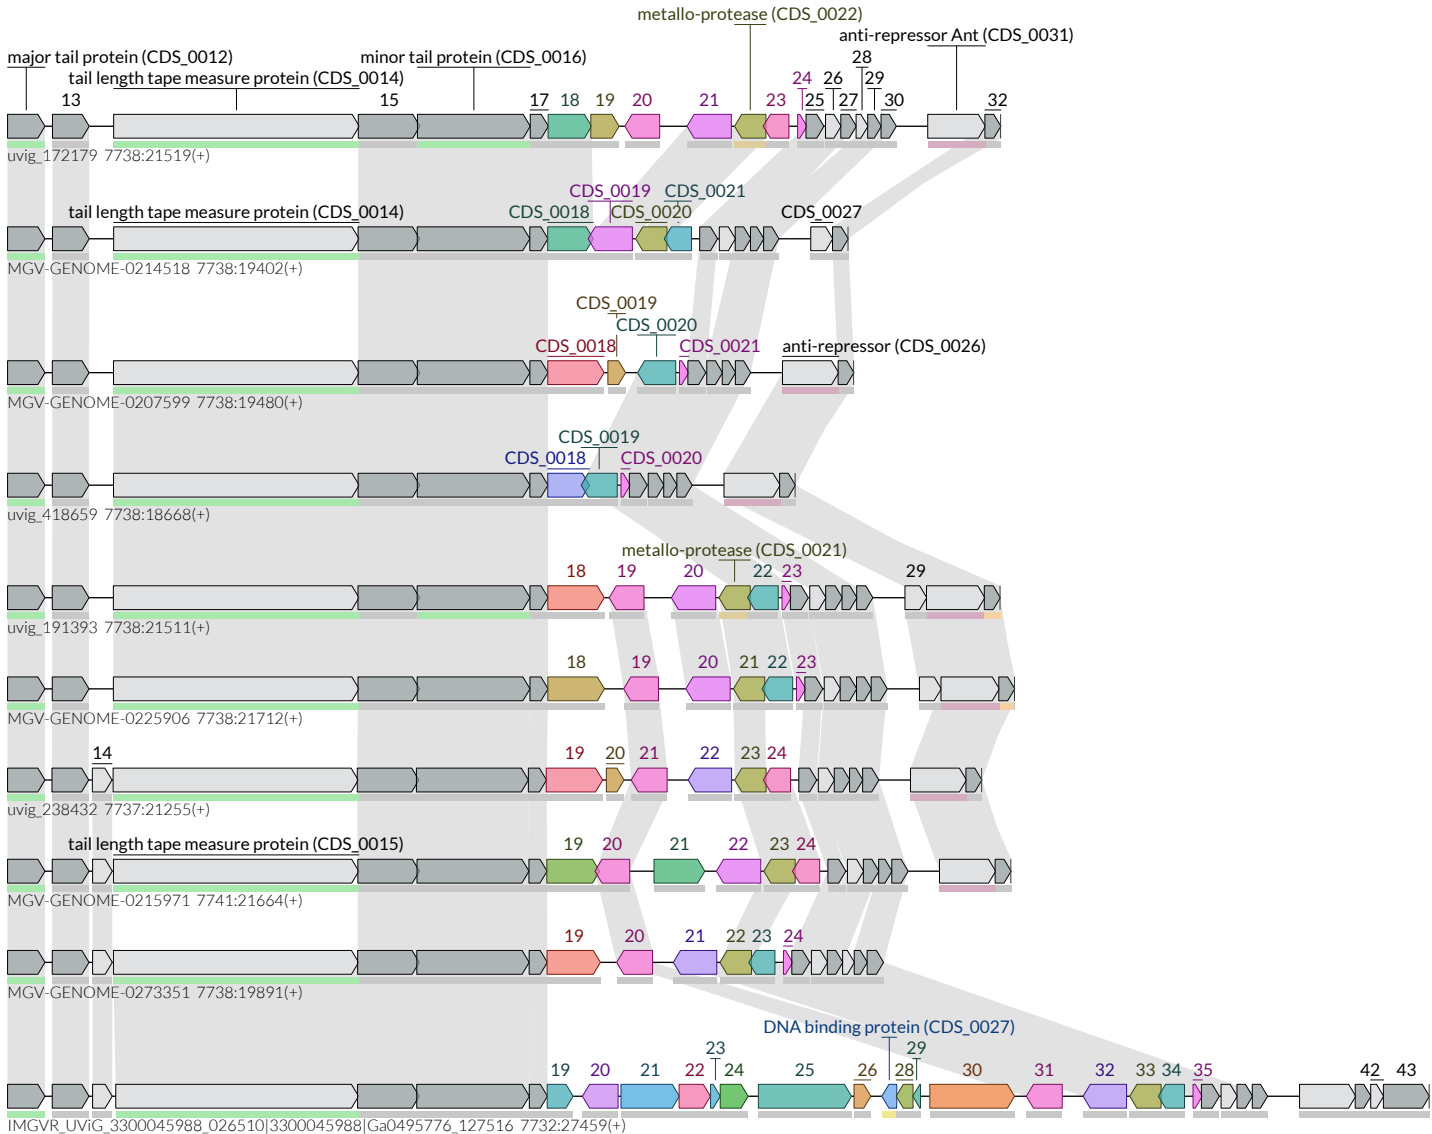 metallo-protease (CDS_0022)
anti-repressor Ant (CDS_0031)
major tail protein (CDS_0012) minor tail protein (CDS_0016) 28
tail length tape measure protein (CDS_0014) 24 26 29
13 15 17 18 19 20 21 23 25 27 30 32
uvig_172179 7738:21519(+)
CDS_0019 CDS_0021
tail length tape measure protein (CDS_0014) CDS_0018 CDS_0020 CDS_0027
MGV-GENOME-0214518 7738:19402(+)
CDS_0019
CDS_0020
CDS_0018 CDS_0021 anti-repressor (CDS_0026)
MGV-GENOME-0207599 7738:19480(+)
CDS_0019
CDS_0018 CDS_0020
uvig_418659 7738:18668(+)
metallo-protease (CDS_0021)
18 19 20 22 23 29
uvig_191393 7738:21511(+)
18 19 20 21 22 23
MGV-GENOME-0225906 7738:21712(+)
14 19 20 21 22 23 24
uvig_238432 7737:21255(+)
tail length tape measure protein (CDS_0015) 19 20 21 22 23 24
MGV-GENOME-0215971 7741:21664(+)
19 20 21 22 23 24
MGV-GENOME-0273351 7738:19891(+)
DNA binding protein (CDS_0027)
23 29
19 20 21 22 24 25 26 28 30 31 32 33 34 35 42 43
IMGVR_UViG_3300045988_026510|3300045988|Ga0495776_127516 7732:27459(+)